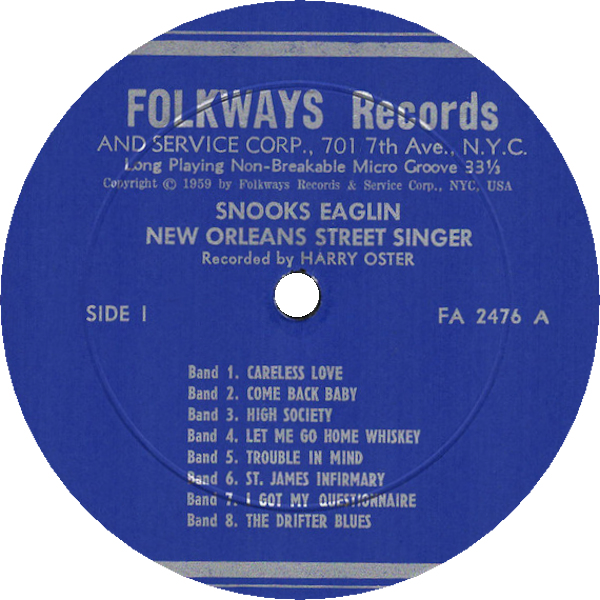 FOLKWAYS Records
AND SERVICE CORP., 701 7th Ave., N.Y.C.
Long Playing Non-Breakable Micro Groove 33⅓
Copyright © 1959 by Folkways Records & Service Corp., NYC, USA
SNOOKS EAGLIN
NEW ORLEANS STREET SINGER
Recorded by HARRY OSTER
SIDE I
FA 2476 A
Band 1. CARELESS LOVE
Band 2. COME BACK BABY
Band 3. HIGH SOCIETY
Band 4. LET ME GO HOME WHISKEY
Band 5. TROUBLE IN MIND
Band 6. ST. JAMES INFIRMARY
Band 7. I GOT MY QUESTIONNAIRE
Band 8. THE DRIFTER BLUES